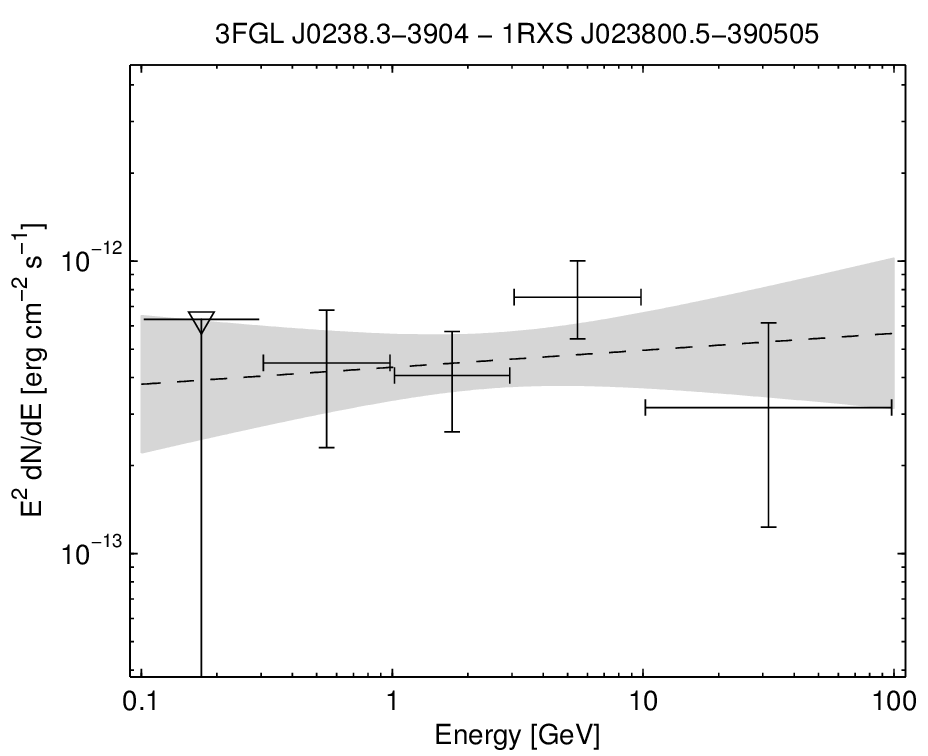 3FGL J0238.3−3904 − 1RXS J023800.5−390505
E² dN/dE [erg cm⁻² s⁻¹]
10⁻¹²
10⁻¹³
0.1 1 10 100
Energy [GeV]